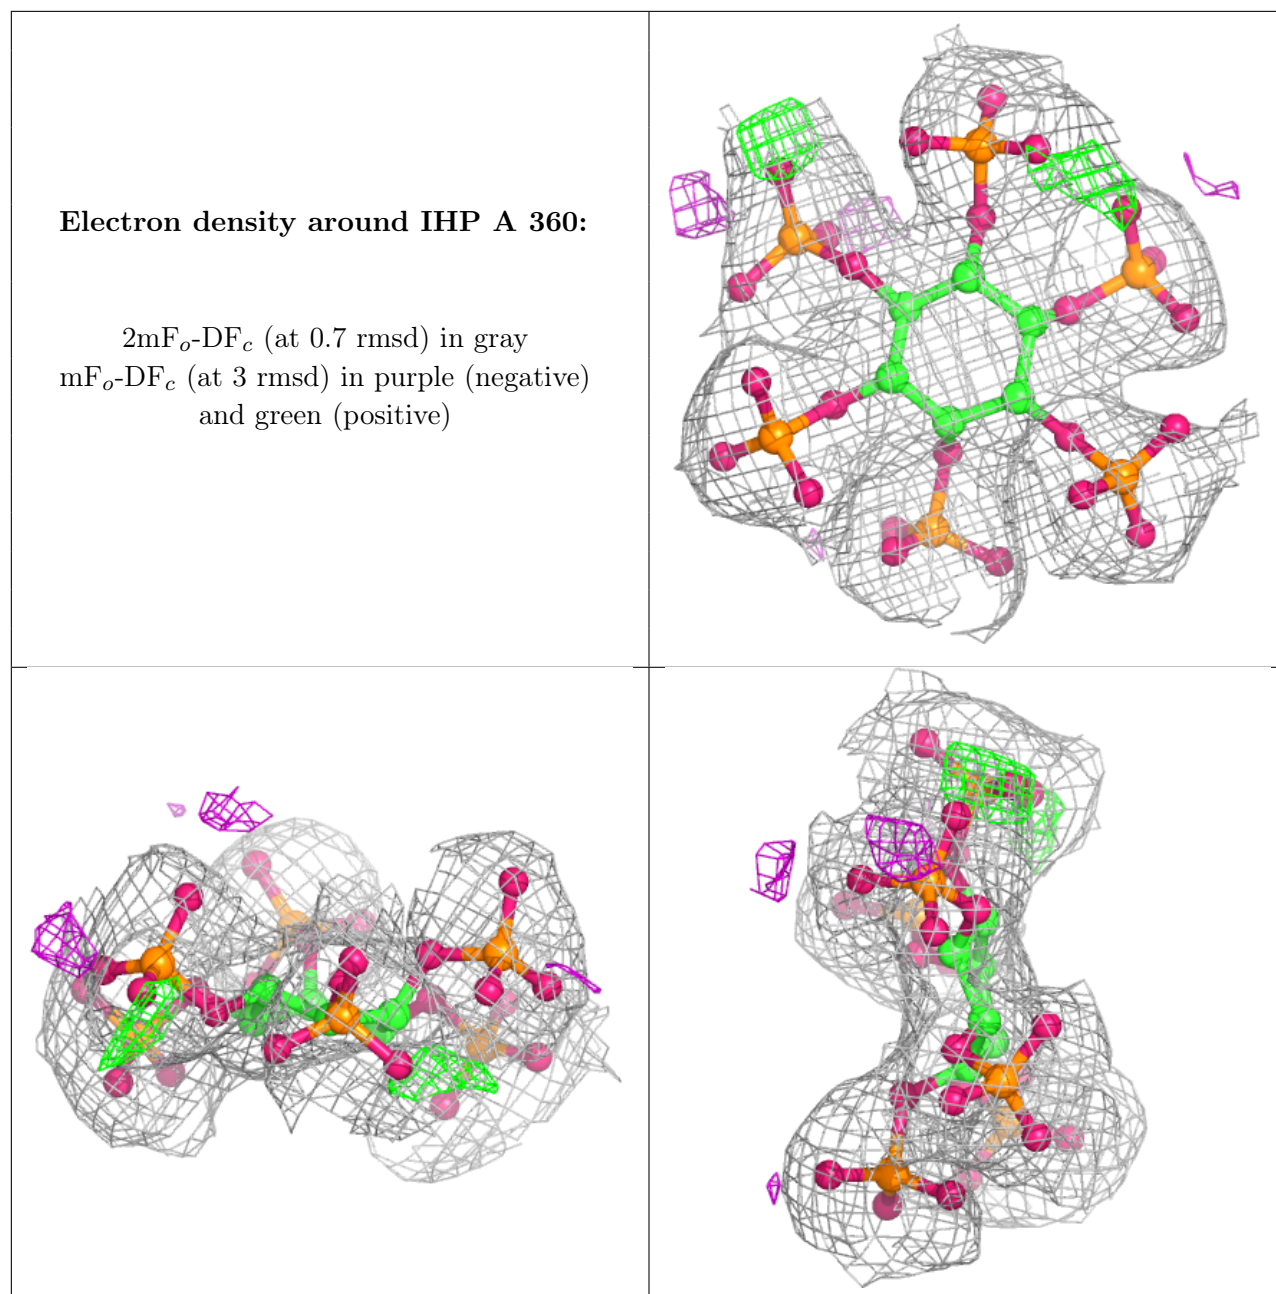 Electron density around IHP A 360:
2mFo-DFc (at 0.7 rmsd) in gray
mFo-DFc (at 3 rmsd) in purple (negative)
and green (positive)